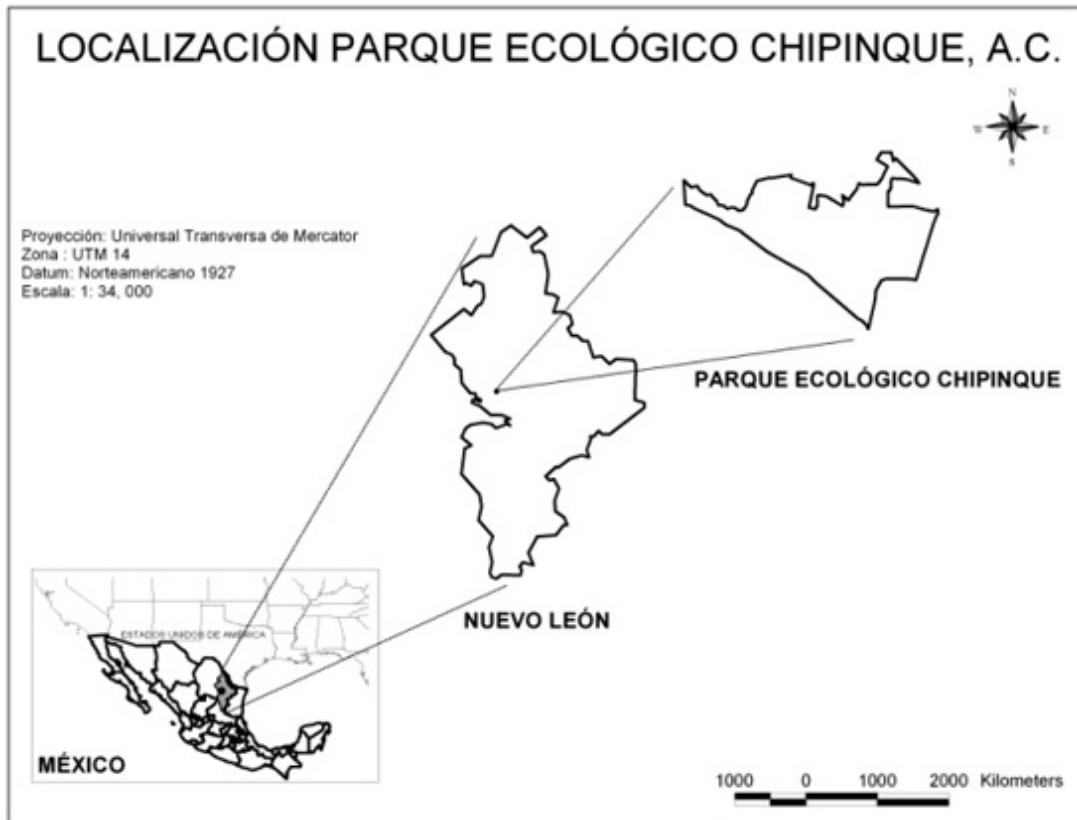 LOCALIZACIÓN PARQUE ECOLÓGICO CHIPINQUE, A.C.
N
W E
S
Proyección: Universal Transversa de Mercator
Zona : UTM 14
Datum: Norteamericano 1927
Escala: 1: 34, 000
PARQUE ECOLÓGICO CHIPINQUE
NUEVO LEÓN
ESTADOS UNIDOS DE AMÉRICA
MÉXICO
1000 0 1000 2000 Kilometers